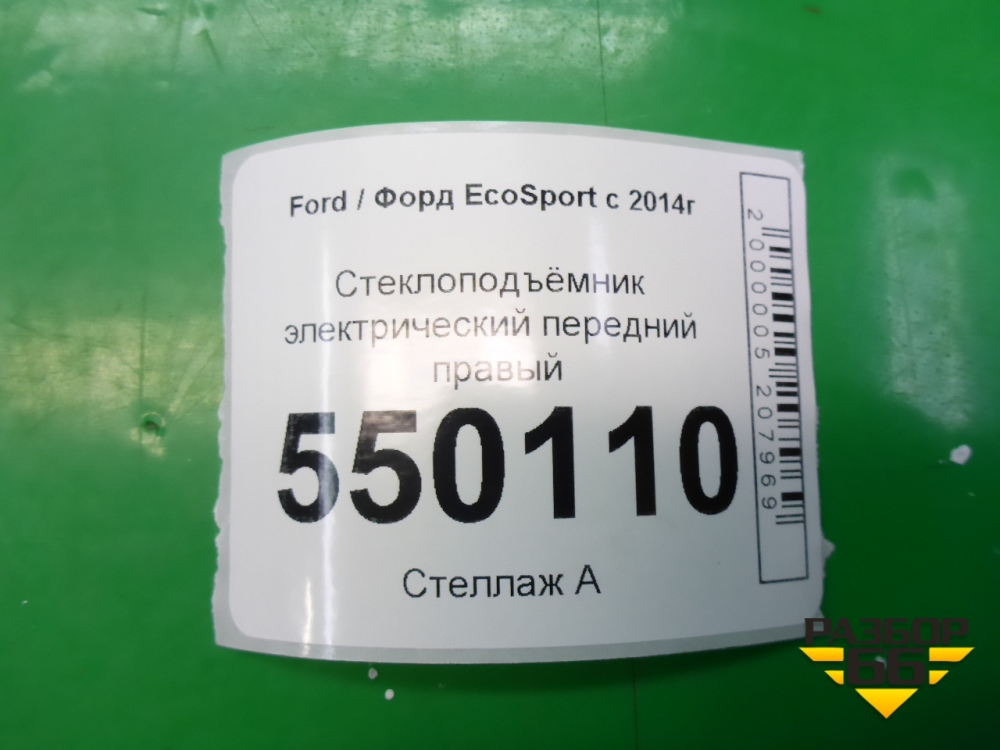 Ford / Форд EcoSport с 2014г
Стеклоподъёмник
электрический передний
правый
550110
Стеллаж А
2000005207969
РАЗБОР
66